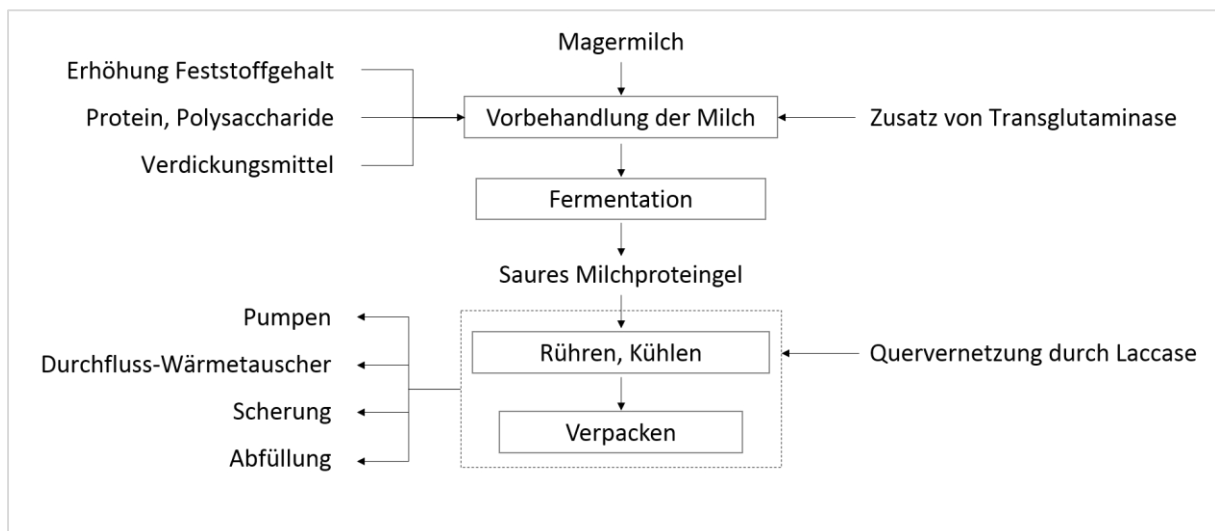 Magermilch
Erhöhung Feststoffgehalt
Protein, Polysaccharide
Verdickungsmittel
Vorbehandlung der Milch
Zusatz von Transglutaminase
Fermentation
Saures Milchproteingel
Pumpen
Durchfluss-Wärmetauscher
Scherung
Abfüllung
Rühren, Kühlen
Quervernetzung durch Laccase
Verpacken